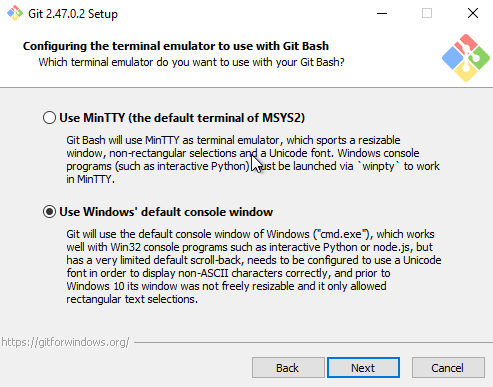 Git 2.47.0.2 Setup
Configuring the terminal emulator to use with Git Bash
Which terminal emulator do you want to use with your Git Bash?
Use MinTTY (the default terminal of MSYS2)
Git Bash will use MinTTY as terminal emulator, which sports a resizable
window, non-rectangular selections and a Unicode font. Windows console
programs (such as interactive Python) must be launched via `winpty` to work
in MinTTY.
Use Windows' default console window
Git will use the default console window of Windows ("cmd.exe"), which works
well with Win32 console programs such as interactive Python or node.js, but
has a very limited default scroll-back, needs to be configured to use a Unicode
font in order to display non-ASCII characters correctly, and prior to
Windows 10 its window was not freely resizable and it only allowed
rectangular text selections.
https://gitforwindows.org/
Back
Next
Cancel